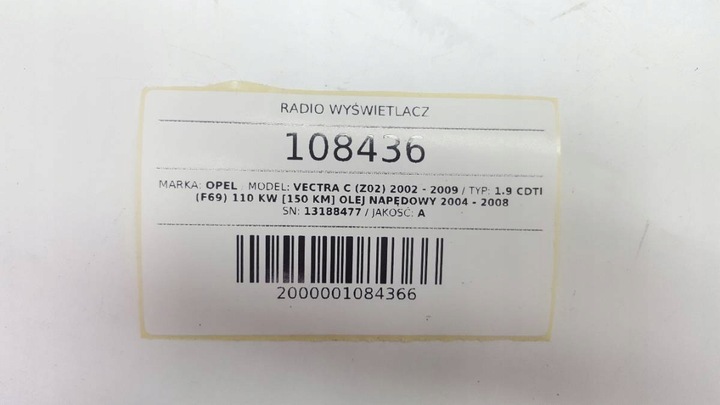 RADIO WYŚWIETLACZ
108436
MARKA: OPEL / MODEL: VECTRA C (Z02) 2002 - 2009 / TYP: 1.9 CDTI
(F69) 110 KW [150 KM] OLEJ NAPĘDOWY 2004 - 2008
SN: 13188477 / JAKOŚĆ: A
2000001084366